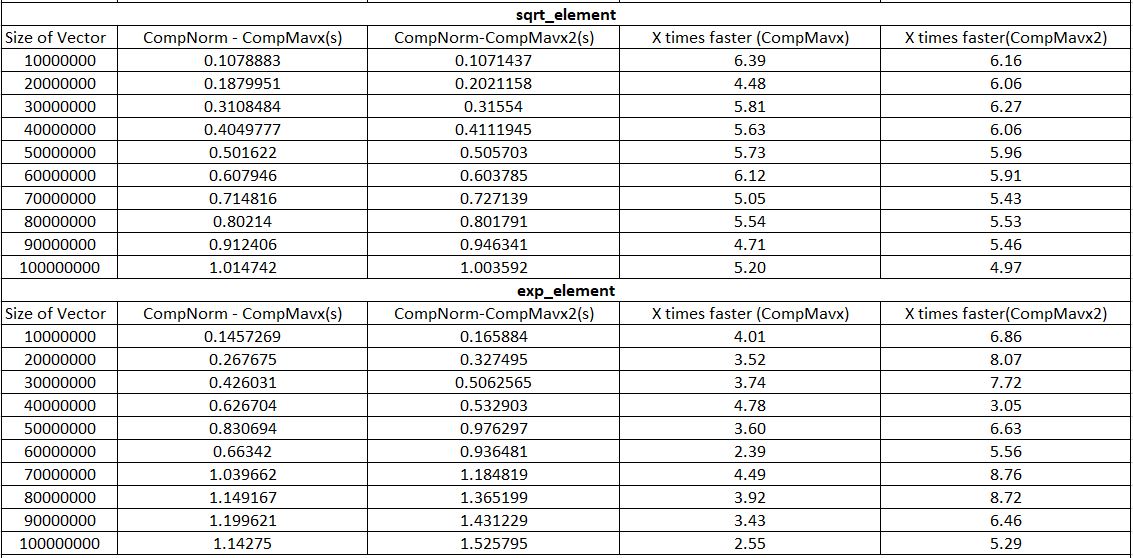 sqrt_element
Size of Vector CompNorm - CompMavx(s) CompNorm-CompMavx2(s) X times faster (CompMavx) X times faster(CompMavx2)
10000000 0.1078883 0.1071437 6.39 6.16
20000000 0.1879951 0.2021158 4.48 6.06
30000000 0.3108484 0.31554 5.81 6.27
40000000 0.4049777 0.4111945 5.63 6.06
50000000 0.501622 0.505703 5.73 5.96
60000000 0.607946 0.603785 6.12 5.91
70000000 0.714816 0.727139 5.05 5.43
80000000 0.80214 0.801791 5.54 5.53
90000000 0.912406 0.946341 4.71 5.46
100000000 1.014742 1.003592 5.20 4.97
exp_element
Size of Vector CompNorm - CompMavx(s) CompNorm-CompMavx2(s) X times faster (CompMavx) X times faster(CompMavx2)
10000000 0.1457269 0.165884 4.01 6.86
20000000 0.267675 0.327495 3.52 8.07
30000000 0.426031 0.5062565 3.74 7.72
40000000 0.626704 0.532903 4.78 3.05
50000000 0.830694 0.976297 3.60 6.63
60000000 0.66342 0.936481 2.39 5.56
70000000 1.039662 1.184819 4.49 8.76
80000000 1.149167 1.365199 3.92 8.72
90000000 1.199621 1.431229 3.43 6.46
100000000 1.14275 1.525795 2.55 5.29